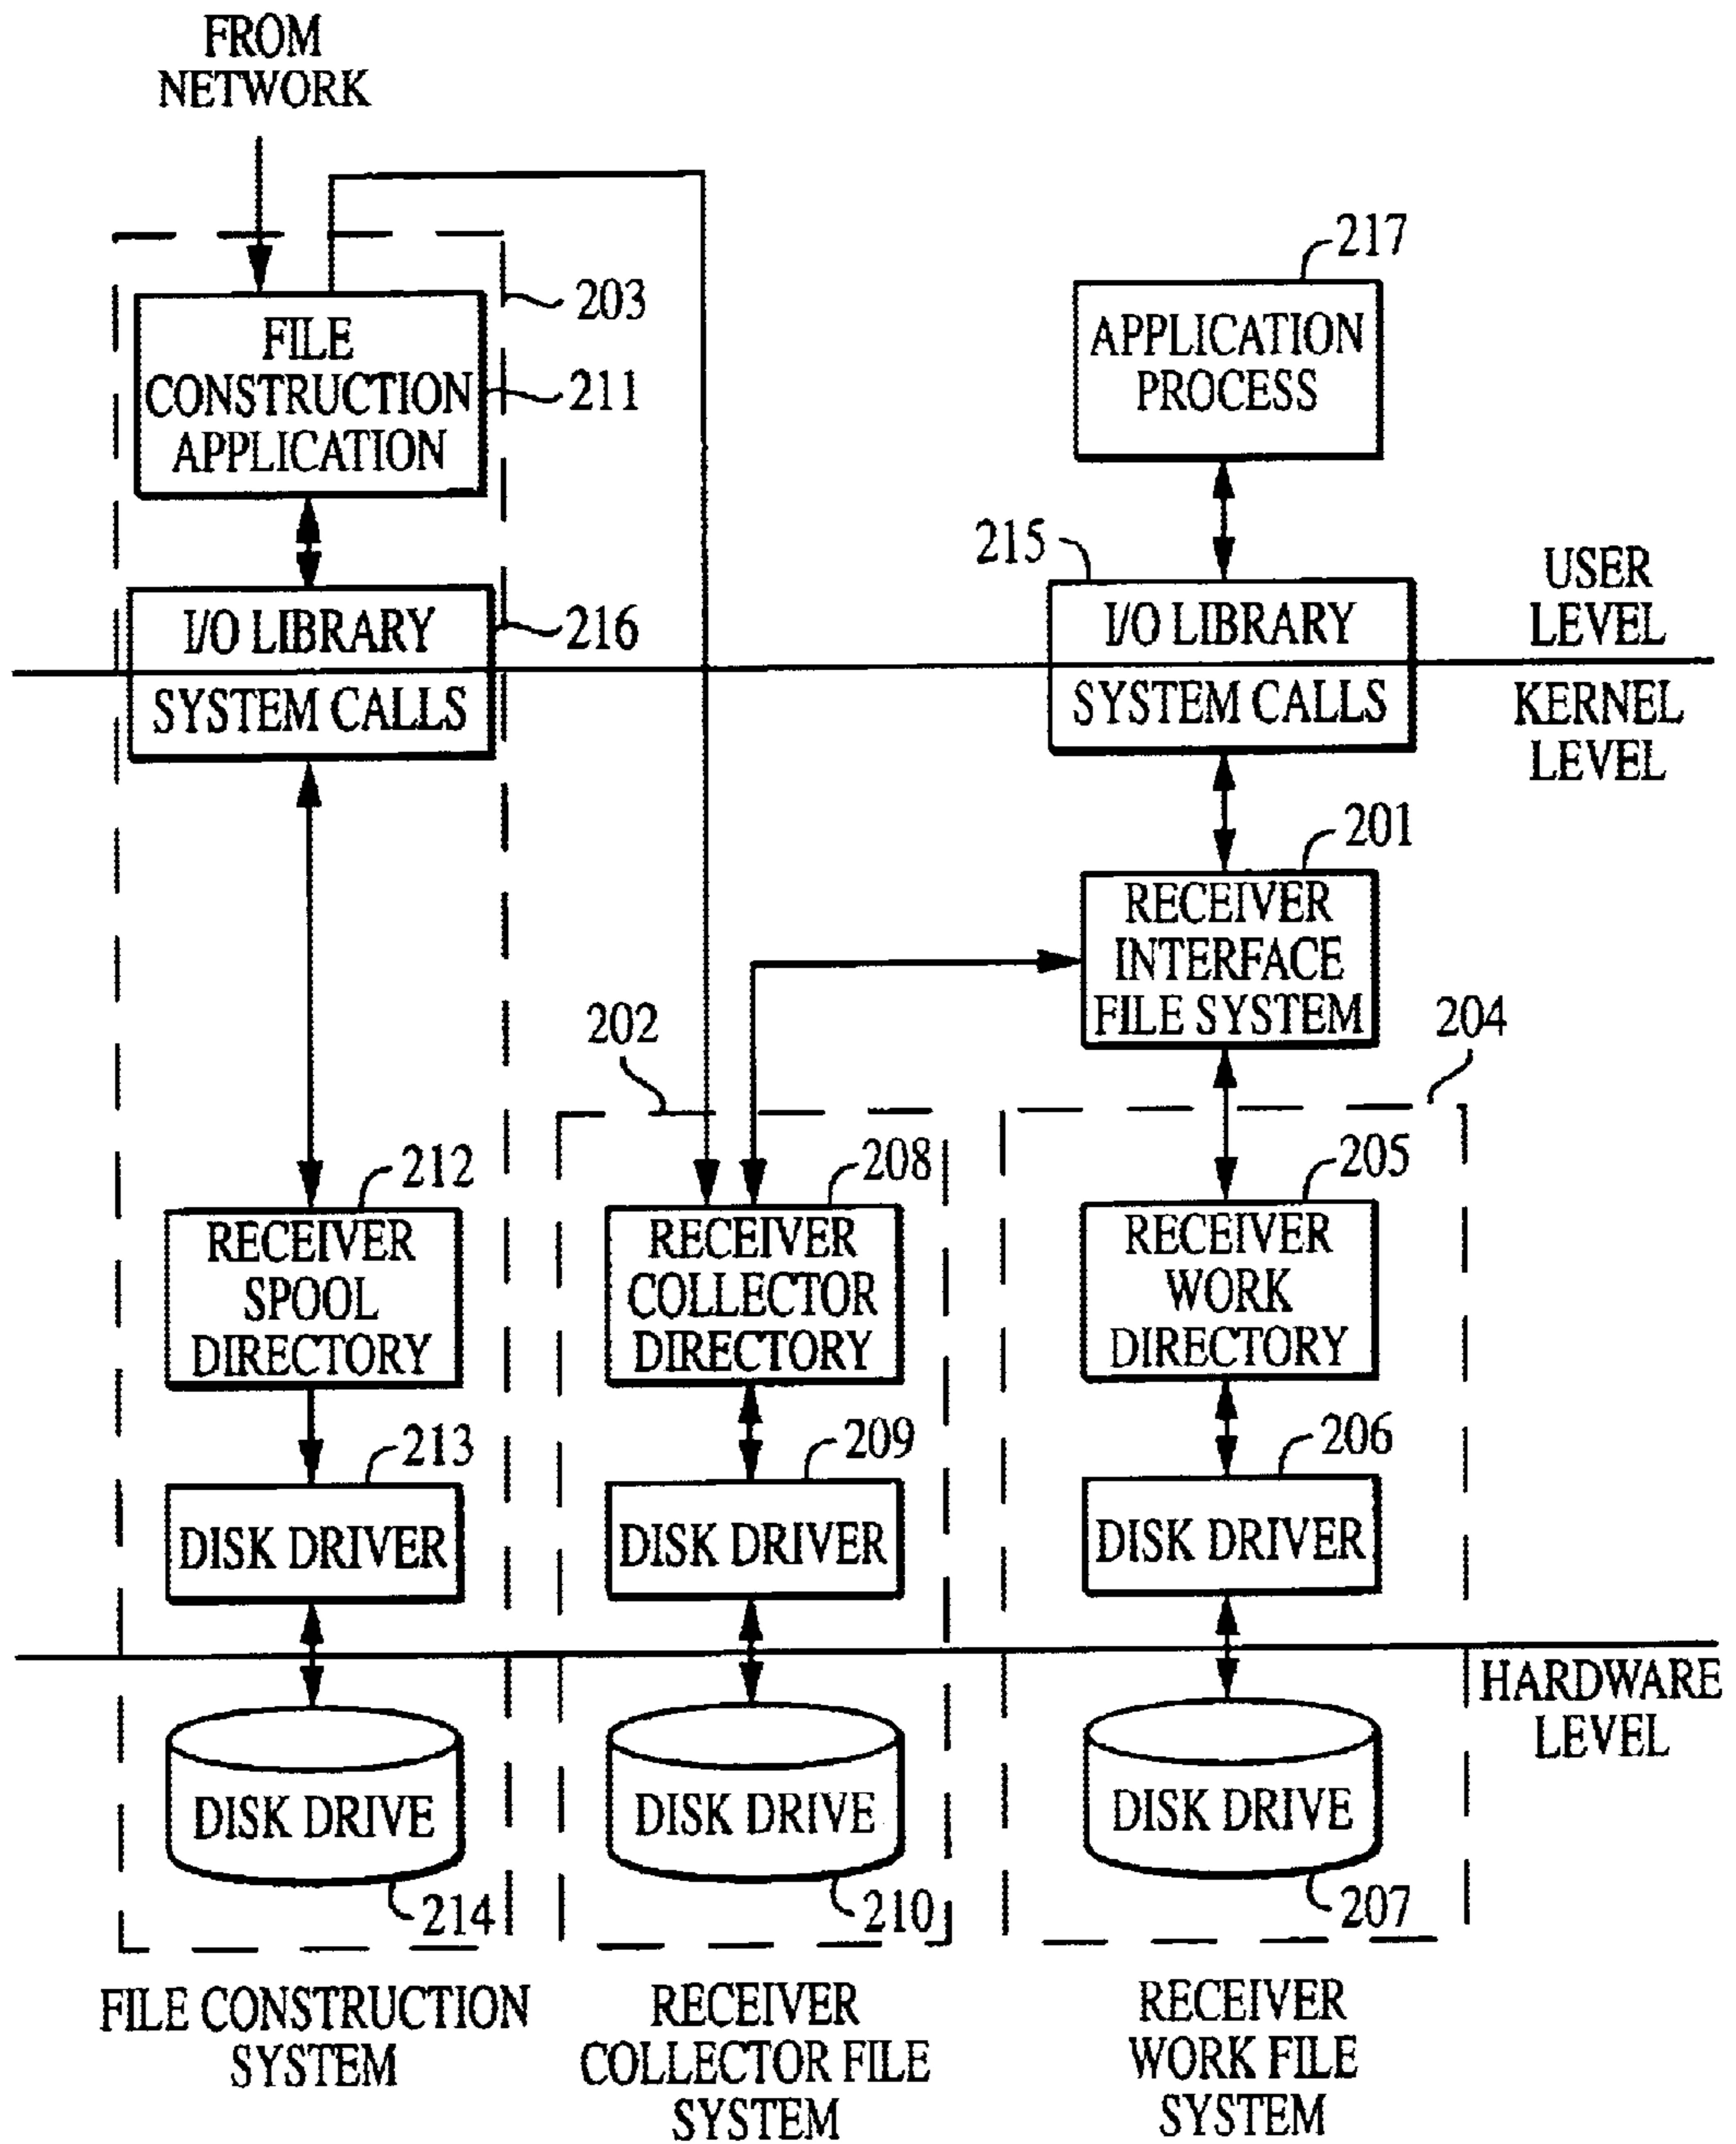 FROM
NETWORK
203
FILE
CONSTRUCTION
APPLICATION
211
217
APPLICATION
PROCESS
I/O LIBRARY
SYSTEM CALLS
216
215
I/O LIBRARY
SYSTEM CALLS
USER
LEVEL
KERNEL
LEVEL
201
RECEIVER
INTERFACE
FILE SYSTEM
202
204
212
RECEIVER
SPOOL
DIRECTORY
208
RECEIVER
COLLECTOR
DIRECTORY
205
RECEIVER
WORK
DIRECTORY
213
DISK DRIVER
209
DISK DRIVER
206
DISK DRIVER
HARDWARE
LEVEL
DISK DRIVE
214
DISK DRIVE
210
DISK DRIVE
207
FILE CONSTRUCTION
SYSTEM
RECEIVER
COLLECTOR FILE
SYSTEM
RECEIVER
WORK FILE
SYSTEM